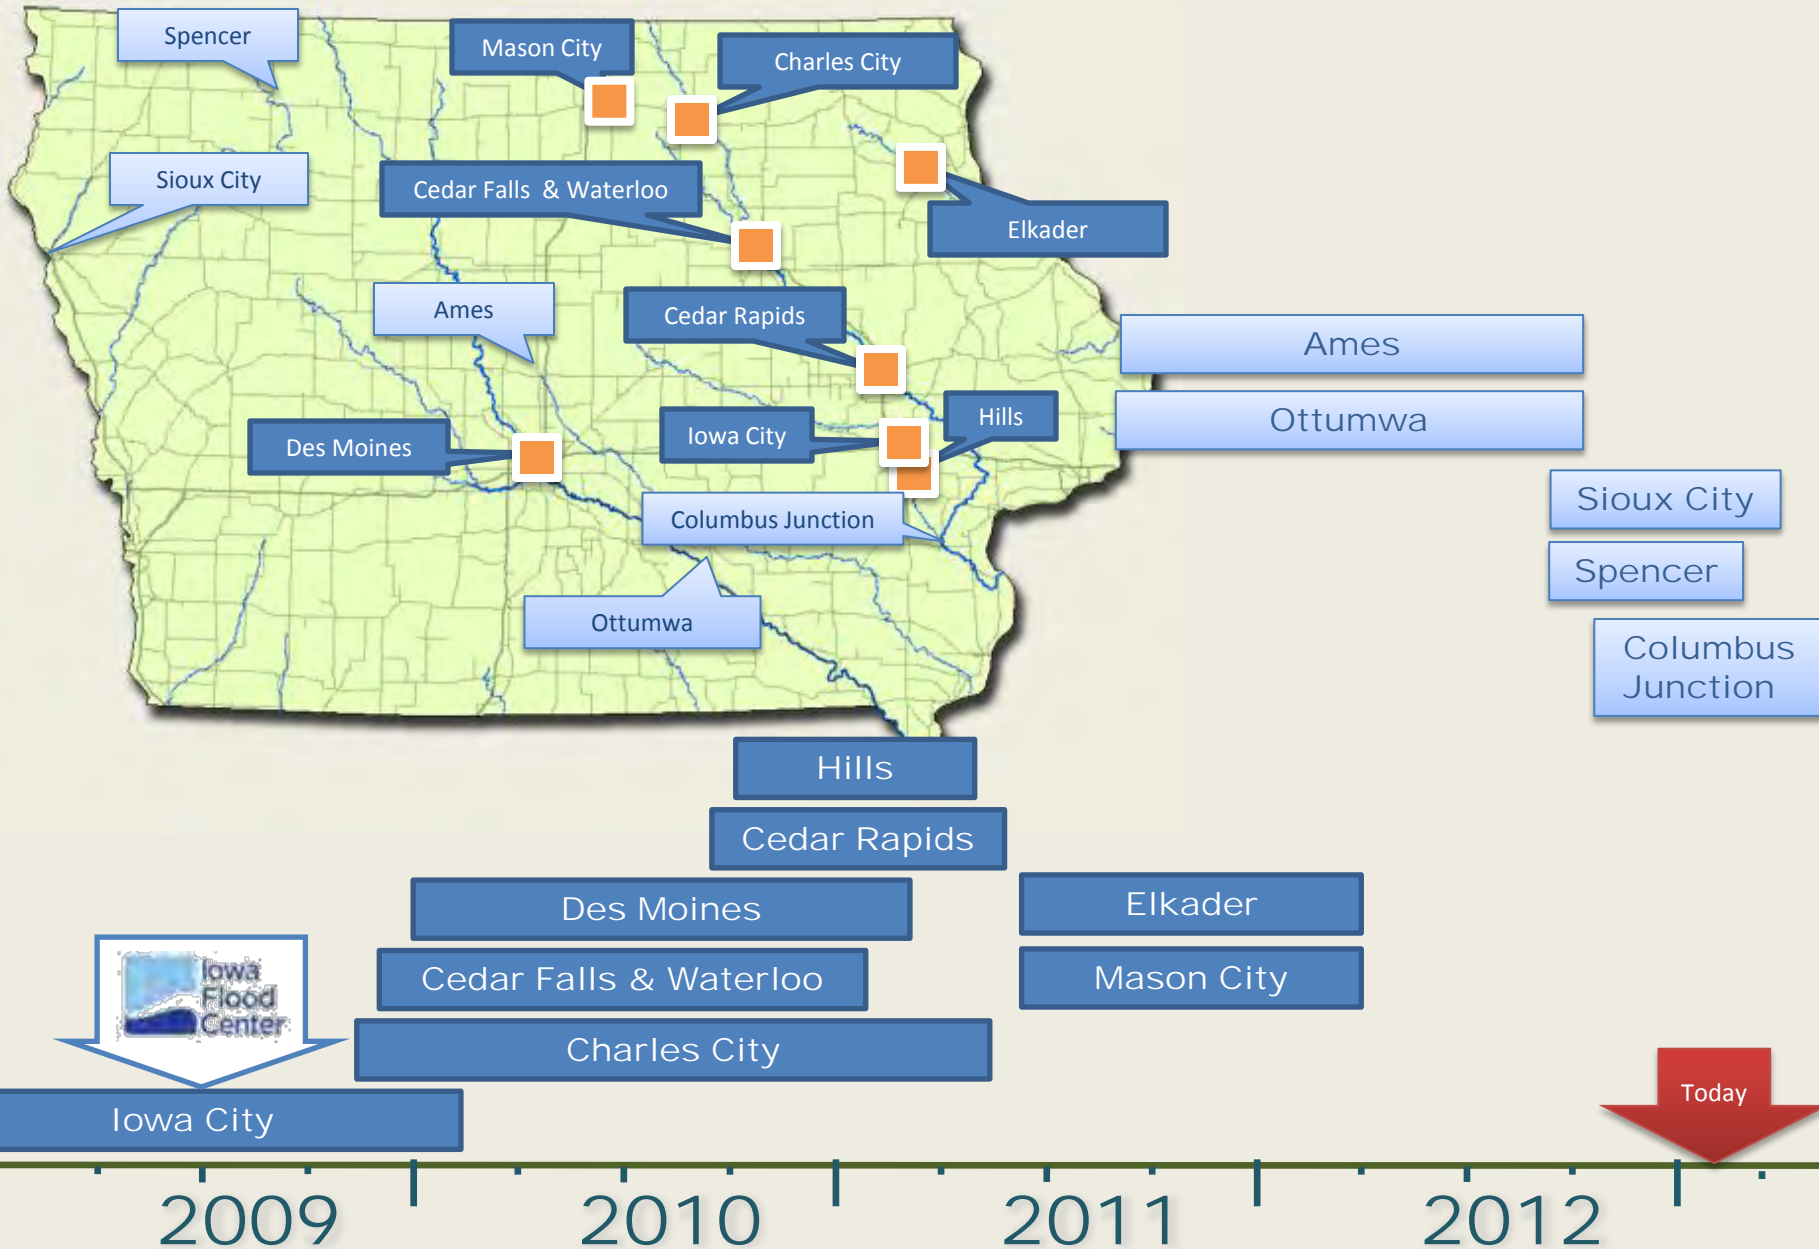 Spencer
Mason City
Charles City
Sioux City
Cedar Falls & Waterloo
Elkader
Ames
Cedar Rapids
Ames
Hills
Ottumwa
Iowa City
Des Moines
Sioux City
Columbus Junction
Spencer
Ottumwa
Columbus
Junction
Hills
Cedar Rapids
Des Moines
Elkader
Iowa
Flood
Center
Cedar Falls & Waterloo
Mason City
Charles City
Today
Iowa City
2009
2010
2011
2012